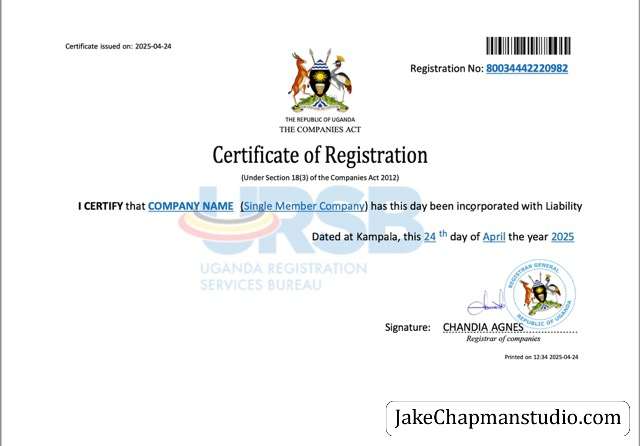 Certificate issued on: 2025-04-24
Registration No: 80034442220982
THE REPUBLIC OF UGANDA
THE COMPANIES ACT
Certificate of Registration
(Under Section 18(3) of the Companies Act 2012)
I CERTIFY that COMPANY NAME (Single Member Company) has this day been incorporated with Liability
Dated at Kampala, this 24 th day of April the year 2025
URSB
UGANDA REGISTRATION
SERVICES BUREAU
REGISTRAR GENERAL
REPUBLIC OF UGANDA
Signature: CHANDIA AGNES
Registrar of companies
Printed on 12:34 2025-04-24
JakeChapmanstudio.com